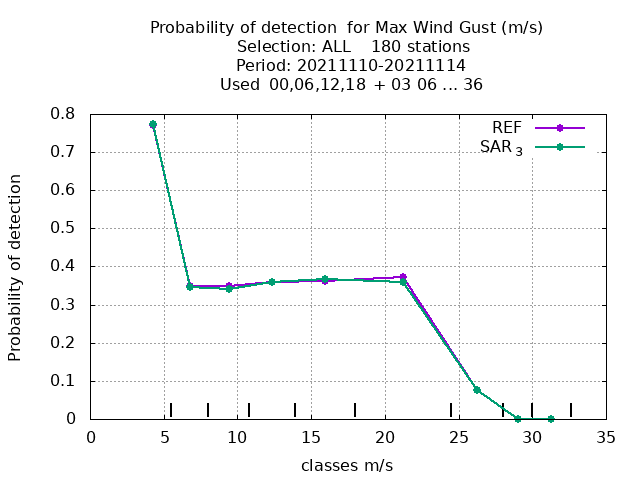 Probability of detection  for Max Wind Gust (m/s)
Selection: ALL    180 stations
Period: 20211110-20211114
Used 00,06,12,18 + 03 06 ... 36
REF
SAR 3
0.8
0.7
0.6
0.5
0.4
0.3
0.2
0.1
0
Probability of detection
0 5 10 15 20 25 30 35
classes m/s